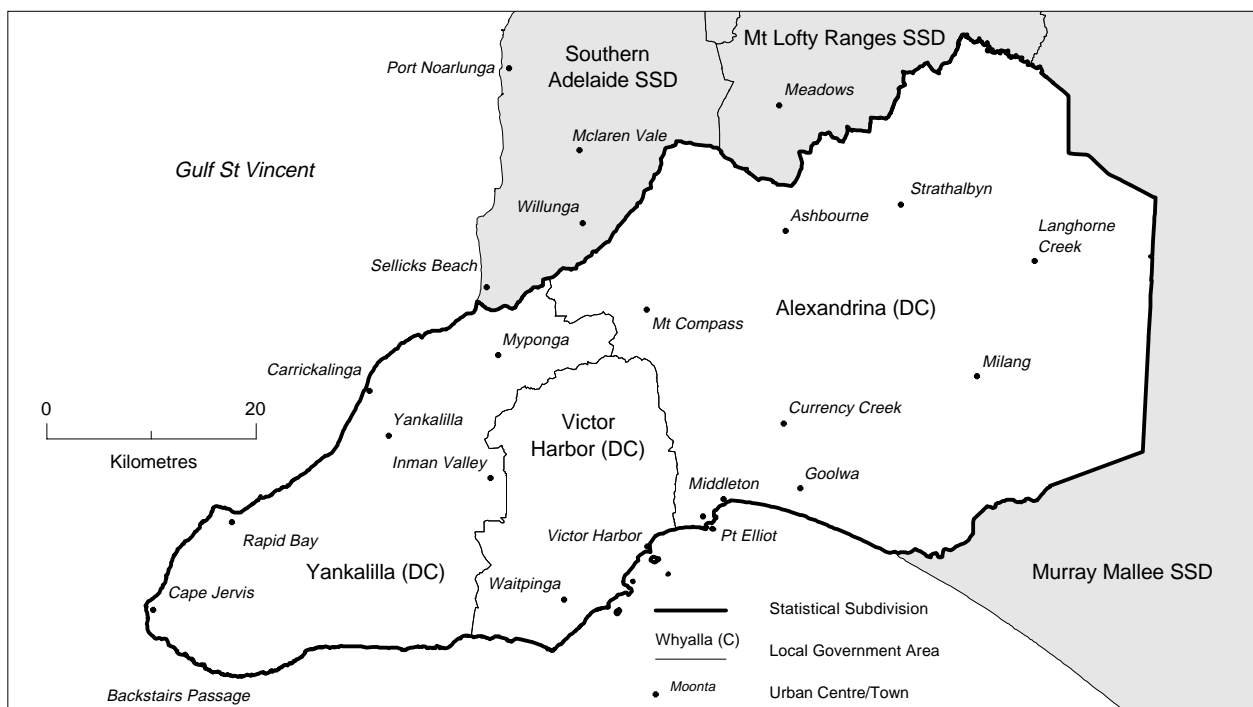 Mt Lofty Ranges SSD
Southern
Adelaide SSD
Port Noarlunga
Meadows
Mclaren Vale
Gulf St Vincent
Strathalbyn
Willunga
Ashbourne
Langhorne
Creek
Sellicks Beach
Alexandrina (DC)
Mt Compass
Myponga
Carrickalinga
Milang
0
20
Kilometres
Yankalilla
Currency Creek
Victor
Harbor (DC)
Inman Valley
Middleton
Goolwa
Rapid Bay
Victor Harbor
Pt Elliot
Yankalilla (DC)
Waitpinga
Murray Mallee SSD
Cape Jervis
Statistical Subdivision
Whyalla (C)
Local Government Area
Backstairs Passage
Moonta
Urban Centre/Town